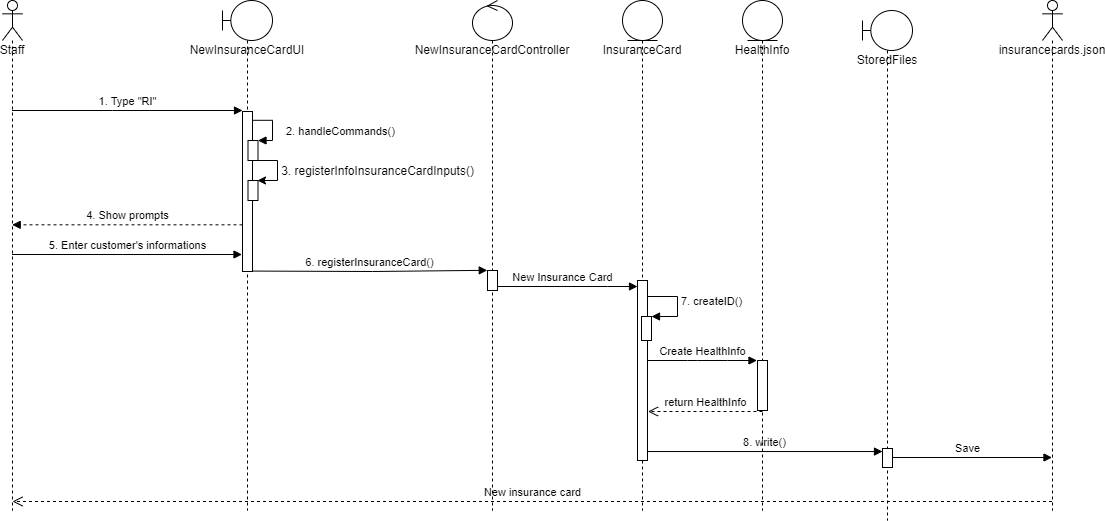 Staff
NewInsuranceCardUI
NewInsuranceCardController
InsuranceCard
HealthInfo
StoredFiles
insurancecards.json
1. Type "RI"
2. handleCommands()
3. registerInfoInsuranceCardInputs()
4. Show prompts
5. Enter customer's informations
6. registerInsuranceCard()
New Insurance Card
7. createID()
Create HealthInfo
return HealthInfo
8. write()
Save
New insurance card